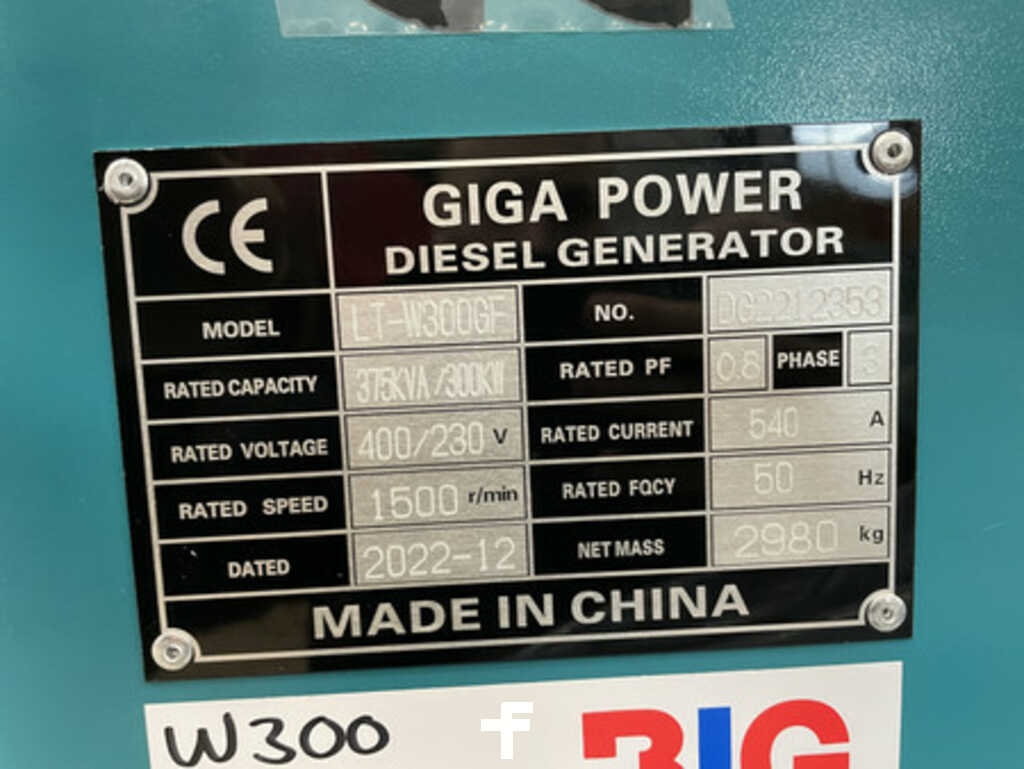 CE
GIGA POWER
DIESEL GENERATOR
MODEL LT-W300GF NO. DG2212353
RATED CAPACITY 375KVA/300KW RATED PF 0.8 PHASE 3
RATED VOLTAGE 400/230 V RATED CURRENT 540 A
RATED SPEED 1500 r/min RATED FQCY 50 Hz
DATED 2022-12 NET MASS 2980 kg
MADE IN CHINA
W300 BIG